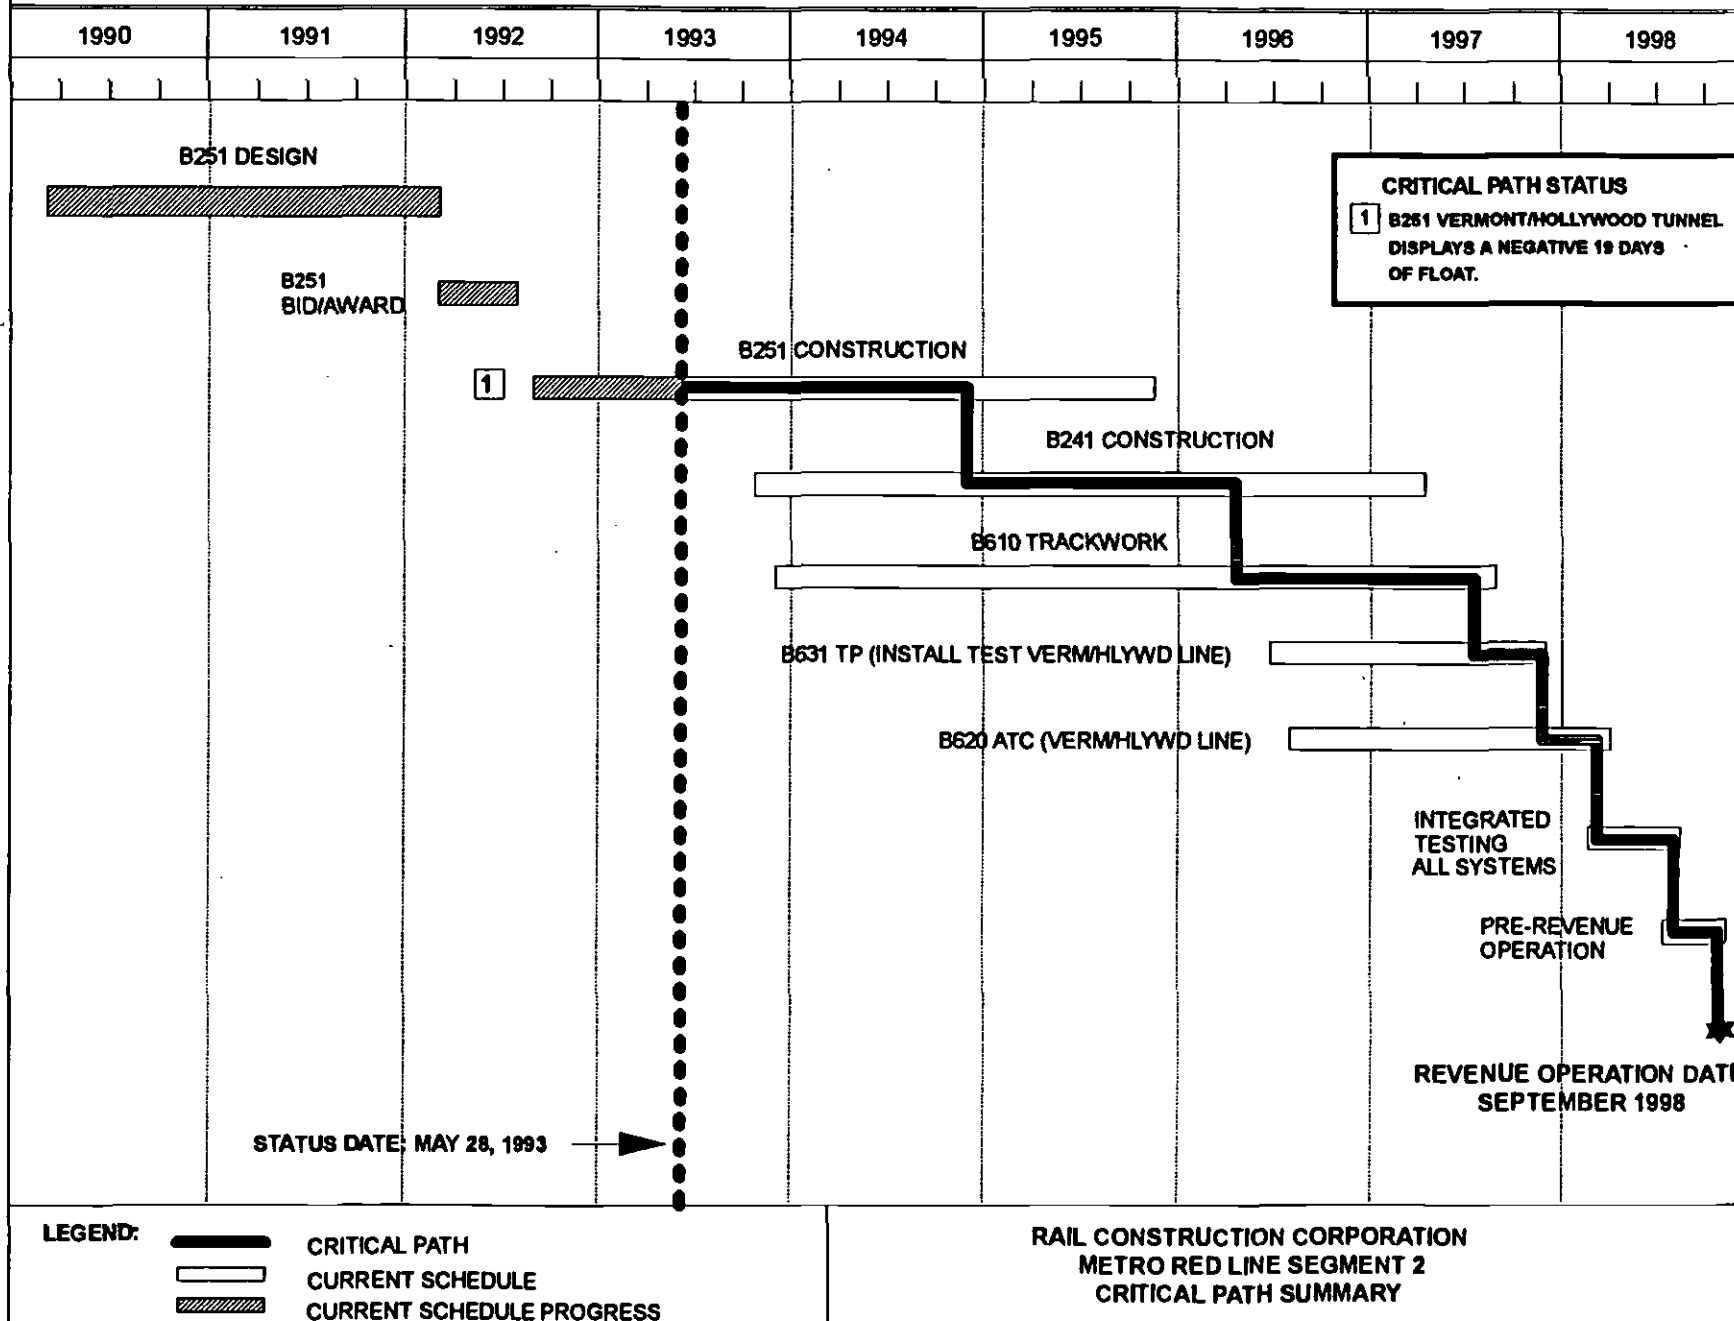 1990 1991 1992 1993 1994 1995 1996 1997 1998
B251 DESIGN
CRITICAL PATH STATUS
1 B251 VERMONT/HOLLYWOOD TUNNEL
DISPLAYS A NEGATIVE 19 DAYS
OF FLOAT.
B251
BID/AWARD
B251 CONSTRUCTION
1
B241 CONSTRUCTION
B610 TRACKWORK
B631 TP (INSTALL TEST VERM/HLYWD LINE)
B620 ATC (VERM/HLYWD LINE)
INTEGRATED
TESTING
ALL SYSTEMS
PRE-REVENUE
OPERATION
REVENUE OPERATION DATE
SEPTEMBER 1998
STATUS DATE: MAY 28, 1993
LEGEND:
CRITICAL PATH
CURRENT SCHEDULE
CURRENT SCHEDULE PROGRESS
RAIL CONSTRUCTION CORPORATION
METRO RED LINE SEGMENT 2
CRITICAL PATH SUMMARY